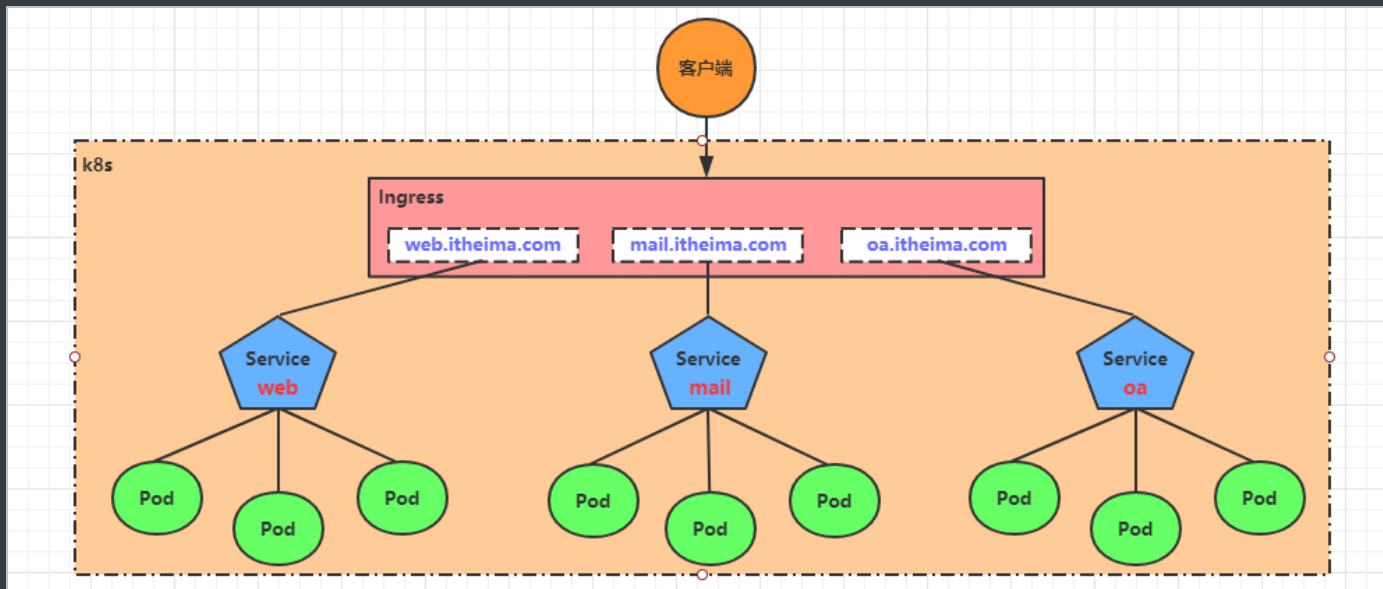 客户端
k8s
Ingress
web.itheima.com
mail.itheima.com
oa.itheima.com
Service
web
Service
mail
Service
oa
Pod
Pod
Pod
Pod
Pod
Pod
Pod
Pod
Pod